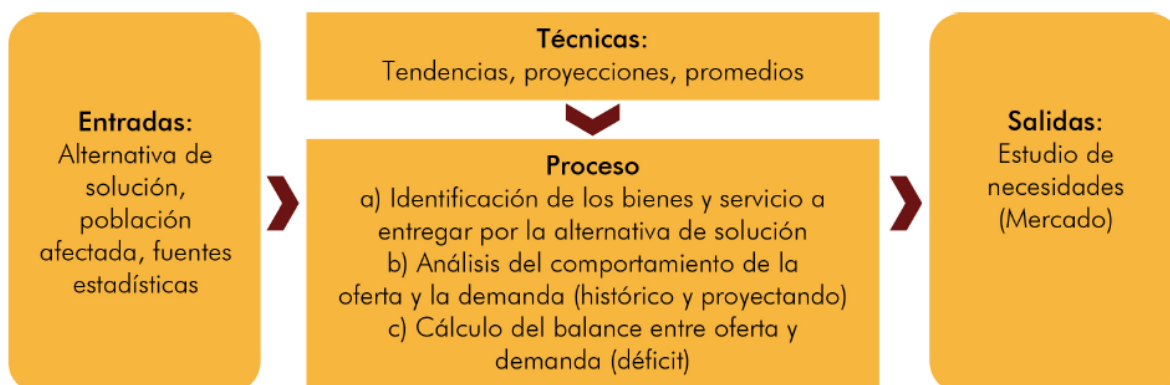 Entradas:
Alternativa de
solución,
población
afectada, fuentes
estadísticas
Técnicas:
Tendencias, proyecciones, promedios
Proceso
a) Identificación de los bienes y servicio a
entregar por la alternativa de solución
b) Análisis del comportamiento de la
oferta y la demanda (histórico y proyectando)
c) Cálculo del balance entre oferta y
demanda (déficit)
Salidas:
Estudio de
necesidades
(Mercado)